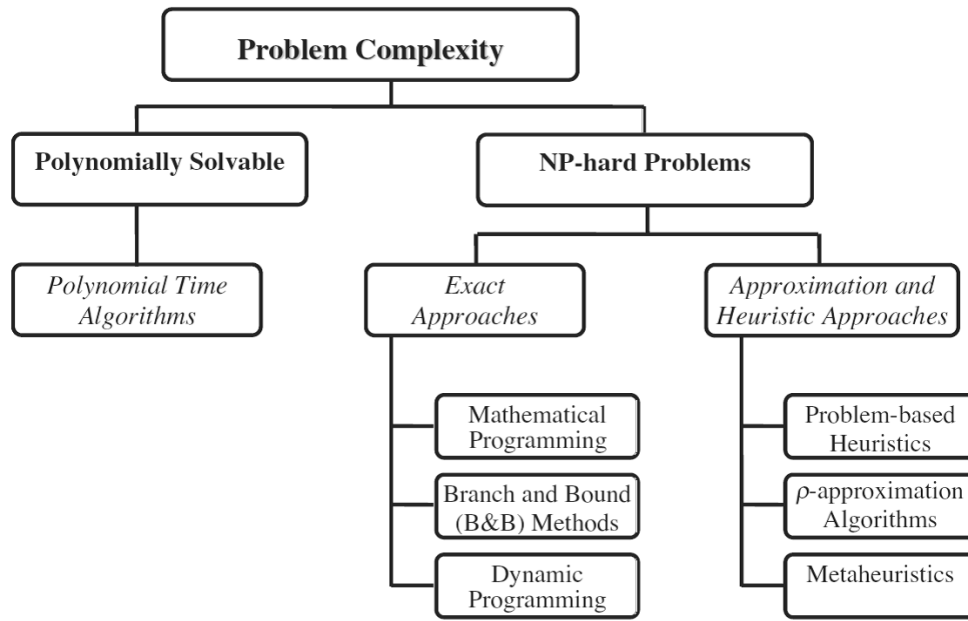 Problem Complexity
Polynomially Solvable
NP-hard Problems
Polynomial Time
Algorithms
Exact
Approaches
Approximation and
Heuristic Approaches
Mathematical
Programming
Branch and Bound
(B&B) Methods
Dynamic
Programming
Problem-based
Heuristics
ρ-approximation
Algorithms
Metaheuristics